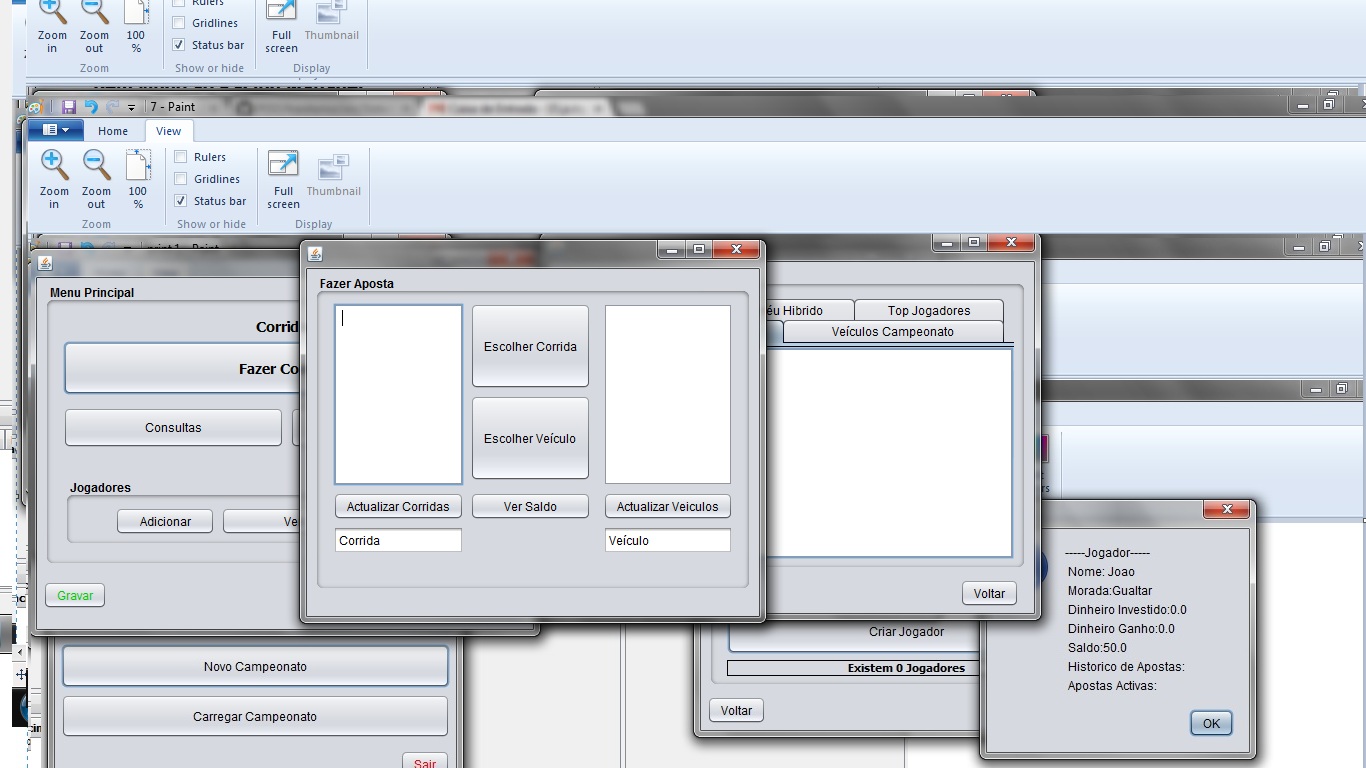 Rulers
Zoom in
Zoom out
100 %
Gridlines
Status bar
Full screen
Thumbnail
Zoom
Show or hide
Display
7 - Paint
Home
View
Zoom in
Zoom out
100 %
Rulers
Gridlines
Status bar
Full screen
Thumbnail
Zoom
Show or hide
Display
Menu Principal
Corrid
Fazer Co
Consultas
Jogadores
Adicionar
Ve
Gravar
Fazer Aposta
Escolher Corrida
Escolher Veículo
Actualizar Corridas
Ver Saldo
Actualizar Veiculos
Corrida
Veículo
éu Hibrido
Top Jogadores
Veículos Campeonato
Voltar
Novo Campeonato
Carregar Campeonato
Sair
Criar Jogador
Existem 0 Jogadores
Voltar
-----Jogador-----
Nome: Joao
Morada:Gualtar
Dinheiro Investido:0.0
Dinheiro Ganho:0.0
Saldo:50.0
Historico de Apostas:
Apostas Activas:
OK